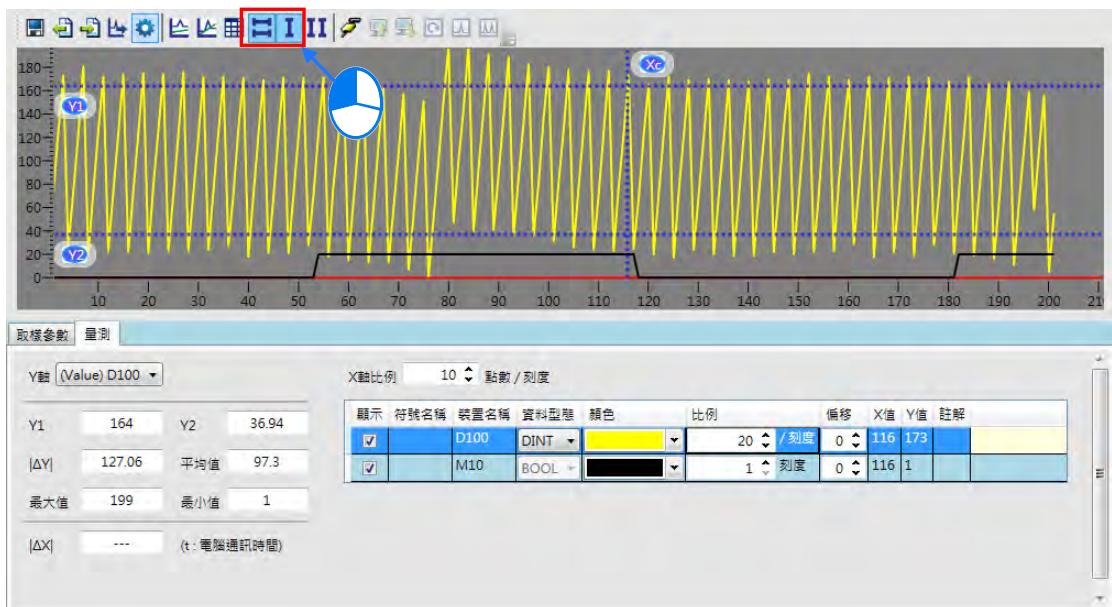 180
160
140
120
100
80
60
40
20
0
Y1
Y2
Xc
10 20 30 40 50 60 70 80 90 100 110 120 130 140 150 160 170 180 190 200 21
取樣參數 量測
Y軸 (Value) D100
X軸比例 10 點數 / 刻度
Y1 164 Y2 36.94
|ΔY| 127.06 平均值 97.3
最大值 199 最小值 1
|ΔX| --- (t : 電腦通訊時間)
顯示 符號名稱 裝置名稱 資料型態 顏色 比例 偏移 X值 Y值 註解
D100 DINT 20 / 刻度 0 116 173
M10 BOOL 1 刻度 0 116 1